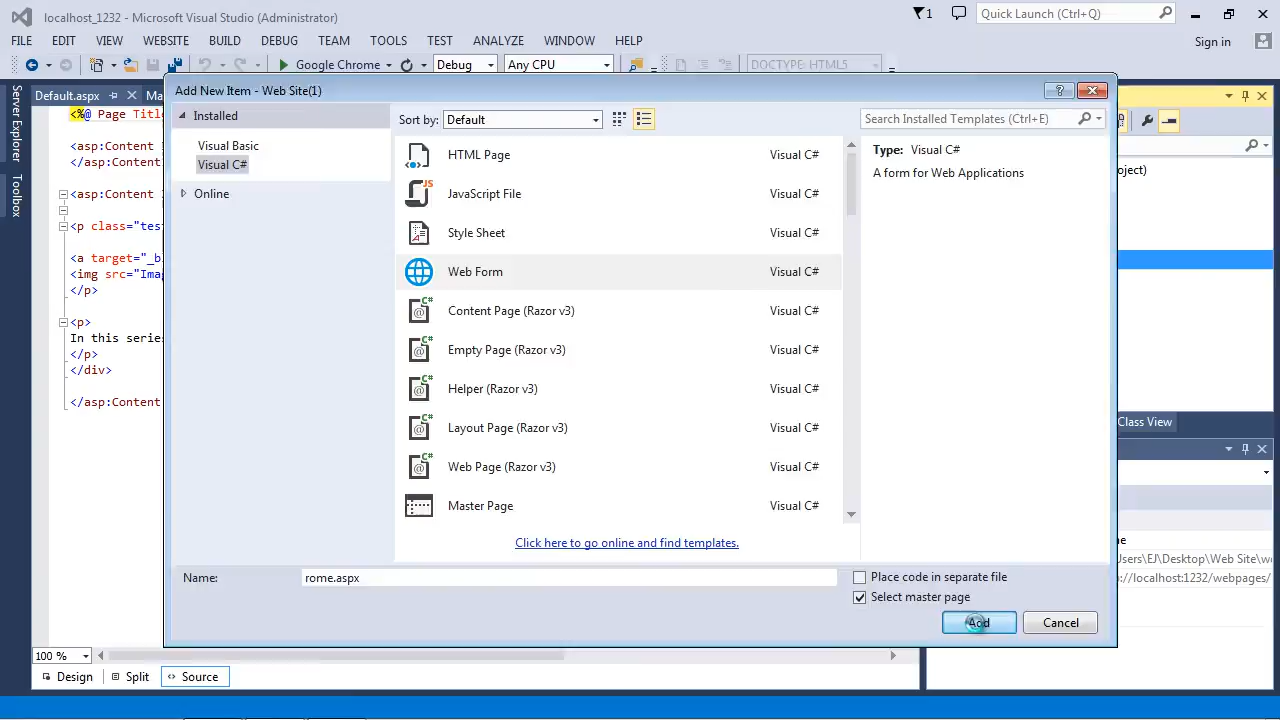 localhost_1232 - Microsoft Visual Studio (Administrator)
1
Quick Launch (Ctrl+Q)
FILE EDIT VIEW WEBSITE BUILD DEBUG TEAM TOOLS TEST ANALYZE WINDOW HELP
Sign in
Google Chrome Debug Any CPU DOCTYPE: HTML5
Server Explorer
Toolbox
Default.aspx
Ma
<%@ Page Titl
<asp:Content
</asp:Content
<asp:Content
<p class="tes
<a target="_b
<img src="Ima
</p>
<p>
In this serie
</p>
</div>
</asp:Content
Add New Item - Web Site(1)
Installed
Visual Basic
Visual C#
Online
Sort by: Default
Search Installed Templates (Ctrl+E)
HTML Page Visual C#
JavaScript File Visual C#
Style Sheet Visual C#
Web Form Visual C#
Content Page (Razor v3) Visual C#
Empty Page (Razor v3) Visual C#
Helper (Razor v3) Visual C#
Layout Page (Razor v3) Visual C#
Web Page (Razor v3) Visual C#
Master Page Visual C#
Click here to go online and find templates.
Type: Visual C#
A form for Web Applications
Name: rome.aspx
Place code in separate file
Select master page
Add Cancel
oject)
Class View
me
sers\EJ\Desktop\Web Site\w
://localhost:1232/webpages/
100 %
Design Split Source